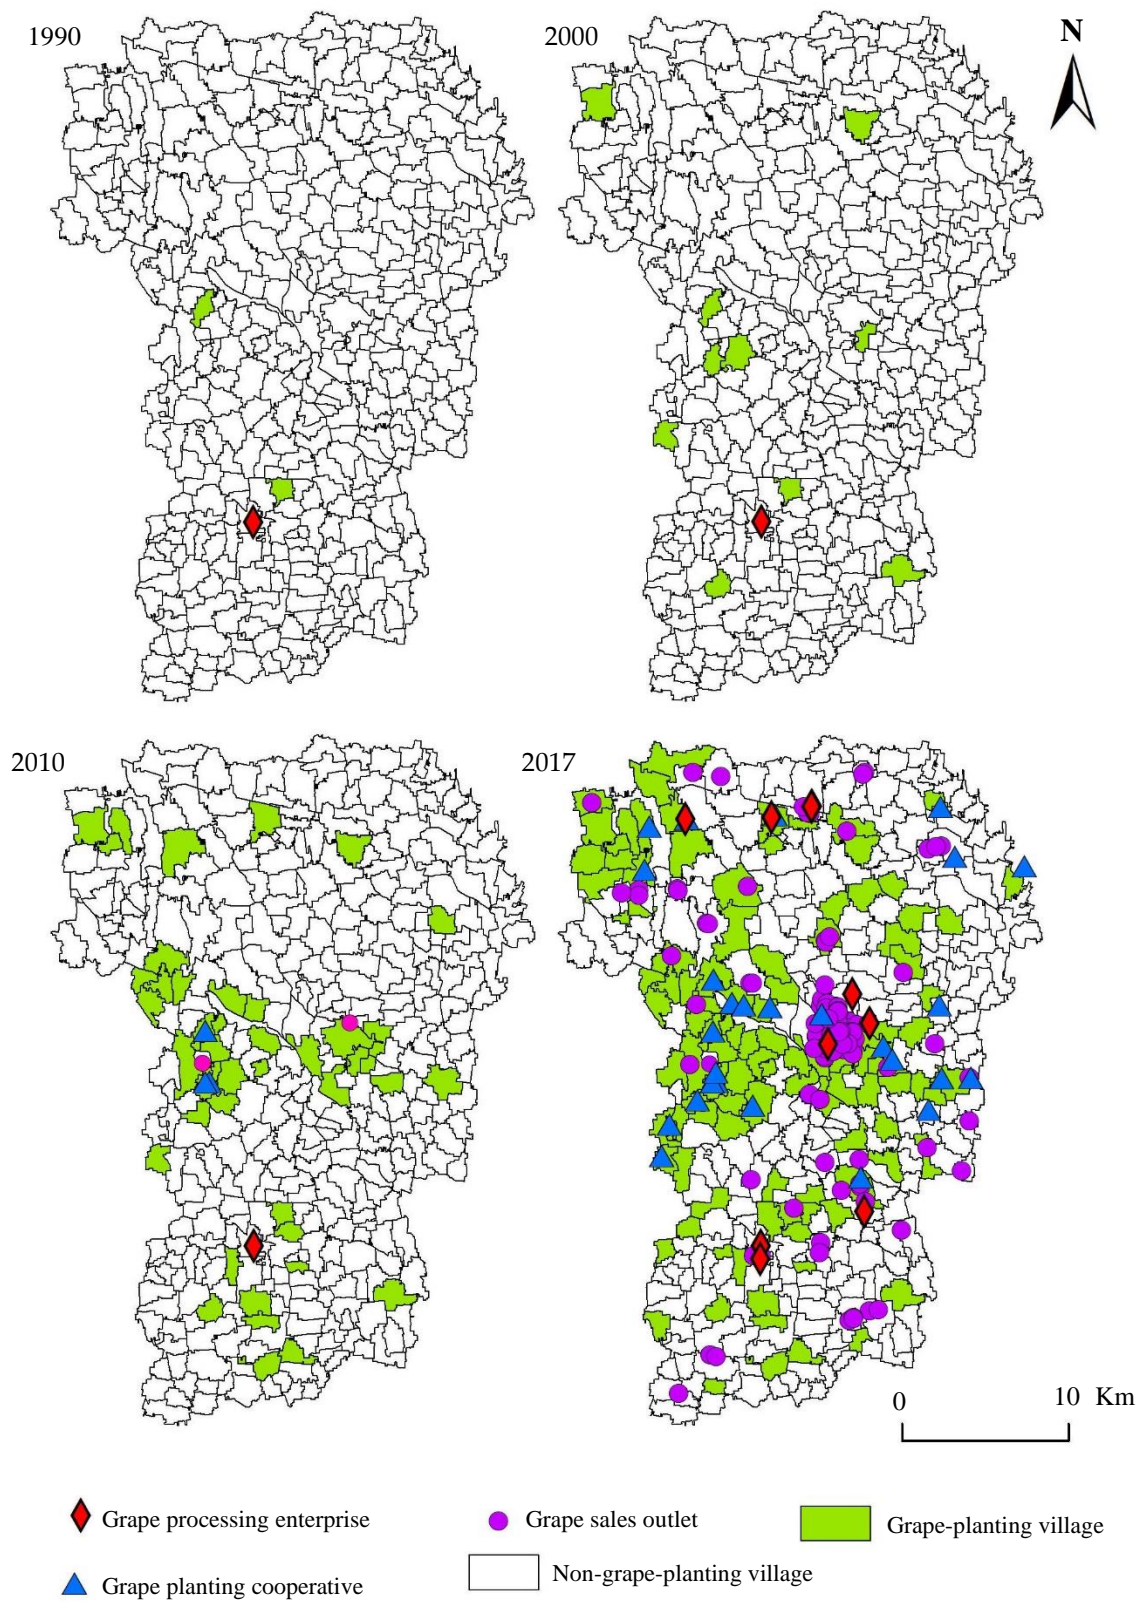 1990
2000
N
2010
2017
0 10 Km
Grape processing enterprise
Grape sales outlet
Grape-planting village
Grape planting cooperative
Non-grape-planting village